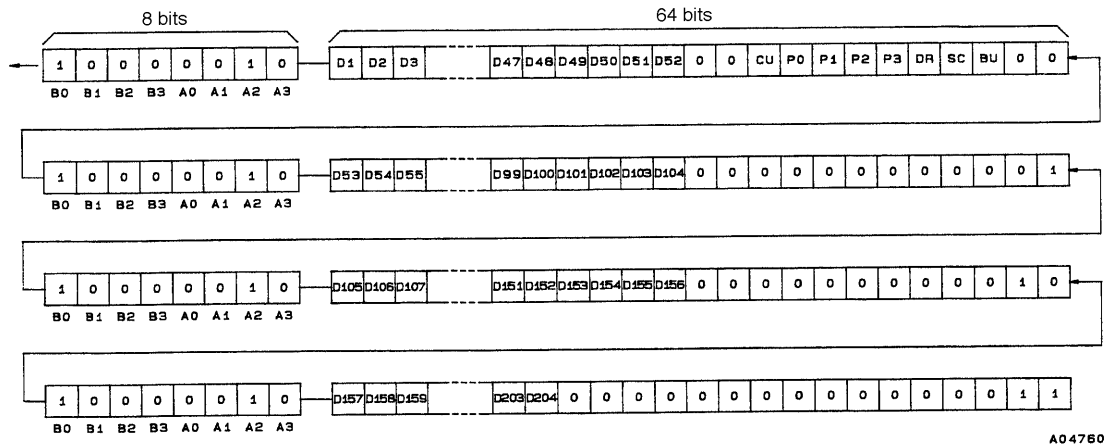 8 bits 64 bits
1 0 0 0 0 0 1 0 D1 D2 D3 D47 D48 D49 D50 D51 D52 0 0 CU P0 P1 P2 P3 DR SC BU 0 0
B0 B1 B2 B3 A0 A1 A2 A3
1 0 0 0 0 0 1 0 D53 D54 D55 D99 D100 D101 D102 D103 D104 0 0 0 0 0 0 0 0 0 0 0 1
B0 B1 B2 B3 A0 A1 A2 A3
1 0 0 0 0 0 1 0 D105 D106 D107 D151 D152 D153 D154 D155 D156 0 0 0 0 0 0 0 0 0 0 1 0
B0 B1 B2 B3 A0 A1 A2 A3
1 0 0 0 0 0 1 0 D157 D158 D159 D203 D204 0 0 0 0 0 0 0 0 0 0 0 0 0 0 1 1
B0 B1 B2 B3 A0 A1 A2 A3
A04760